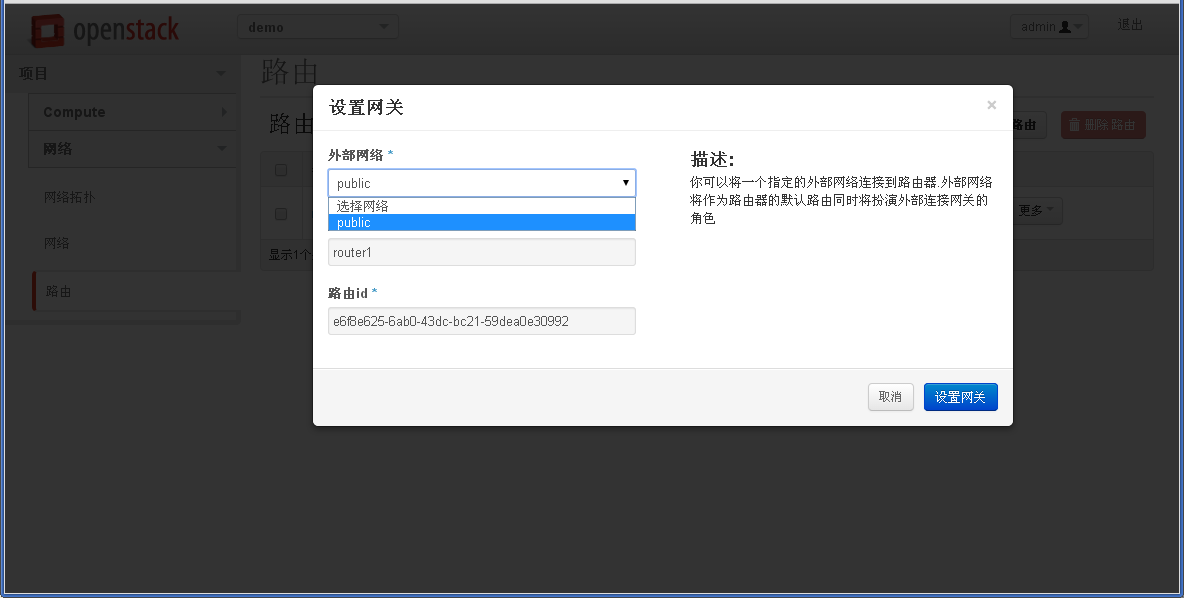 openstack
demo
admin
退出
项目
Compute
网络
网络拓扑
网络
路由
路由
路由
路由
删除路由
更多
显示1个
设置网关
×
外部网络 *
public
选择网络
public
router1
路由id *
e6f8e625-6ab0-43dc-bc21-59dea0e30992
描述:
你可以将一个指定的外部网络连接到路由器.外部网络
将作为路由器的默认路由同时将扮演外部连接网关的
角色
取消
设置网关